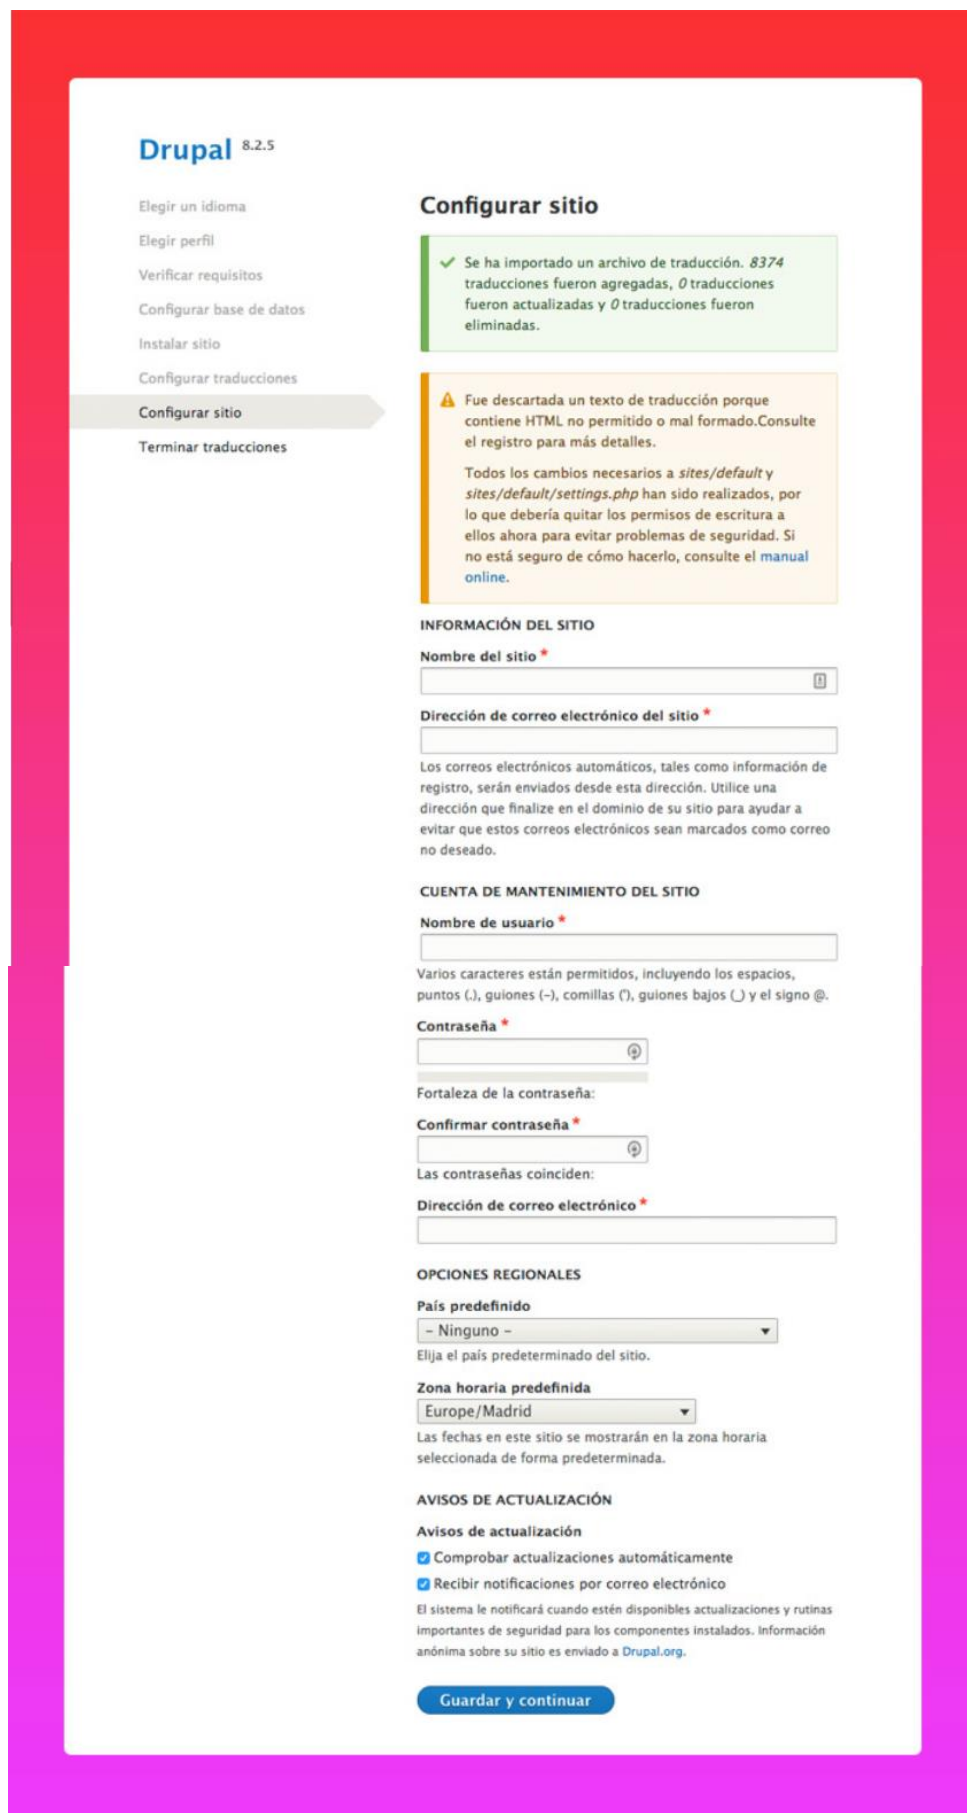 Drupal 8.2.5
Elegir un idioma
Elegir perfil
Verificar requisitos
Configurar base de datos
Instalar sitio
Configurar traducciones
Configurar sitio
Terminar traducciones
Configurar sitio
Se ha importado un archivo de traducción. 8374
traducciones fueron agregadas, 0 traducciones
fueron actualizadas y 0 traducciones fueron
eliminadas.
Fue descartada un texto de traducción porque
contiene HTML no permitido o mal formado.Consulte
el registro para más detalles.
Todos los cambios necesarios a sites/default y
sites/default/settings.php han sido realizados, por
lo que debería quitar los permisos de escritura a
ellos ahora para evitar problemas de seguridad. Si
no está seguro de cómo hacerlo, consulte el manual
online.
INFORMACIÓN DEL SITIO
Nombre del sitio *
Dirección de correo electrónico del sitio *
Los correos electrónicos automáticos, tales como información de
registro, serán enviados desde esta dirección. Utilice una
dirección que finalize en el dominio de su sitio para ayudar a
evitar que estos correos electrónicos sean marcados como correo
no deseado.
CUENTA DE MANTENIMIENTO DEL SITIO
Nombre de usuario *
Varios caracteres están permitidos, incluyendo los espacios,
puntos (.), guiones (-), comillas ('), guiones bajos (_) y el signo @.
Contraseña *
Fortaleza de la contraseña:
Confirmar contraseña *
Las contraseñas coinciden:
Dirección de correo electrónico *
OPCIONES REGIONALES
País predefinido
- Ninguno -
Elija el país predeterminado del sitio.
Zona horaria predefinida
Europe/Madrid
Las fechas en este sitio se mostrarán en la zona horaria
seleccionada de forma predeterminada.
AVISOS DE ACTUALIZACIÓN
Avisos de actualización
Comprobar actualizaciones automáticamente
Recibir notificaciones por correo electrónico
El sistema le notificará cuando estén disponibles actualizaciones y rutinas
importantes de seguridad para los componentes instalados. Información
anónima sobre su sitio es enviado a Drupal.org.
Guardar y continuar